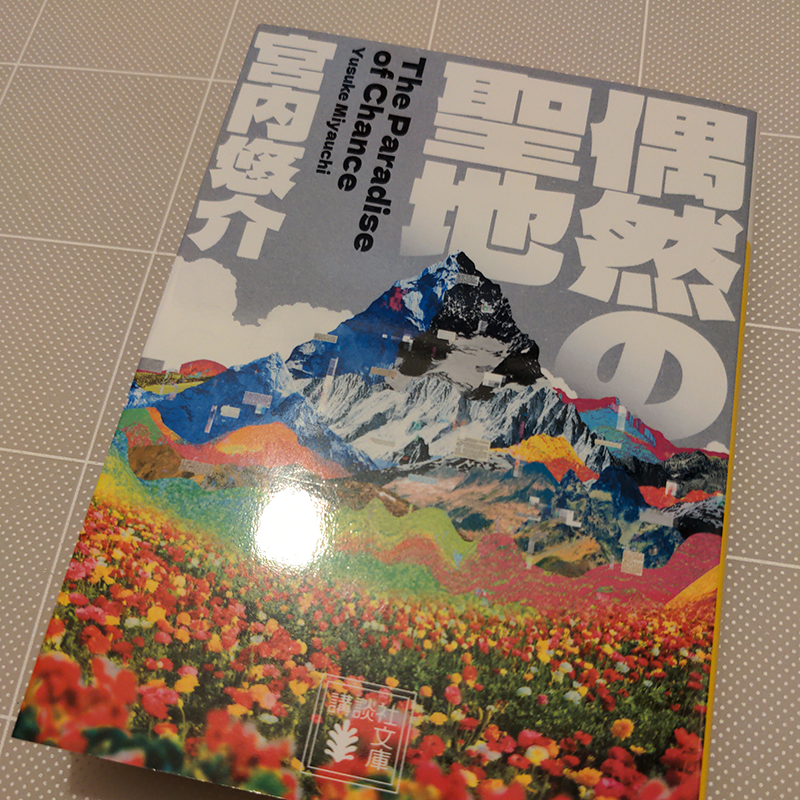 偶然の
聖地
The Paradise
of Chance
Yusuke Miyauchi
宮内悠介
講談社
文庫